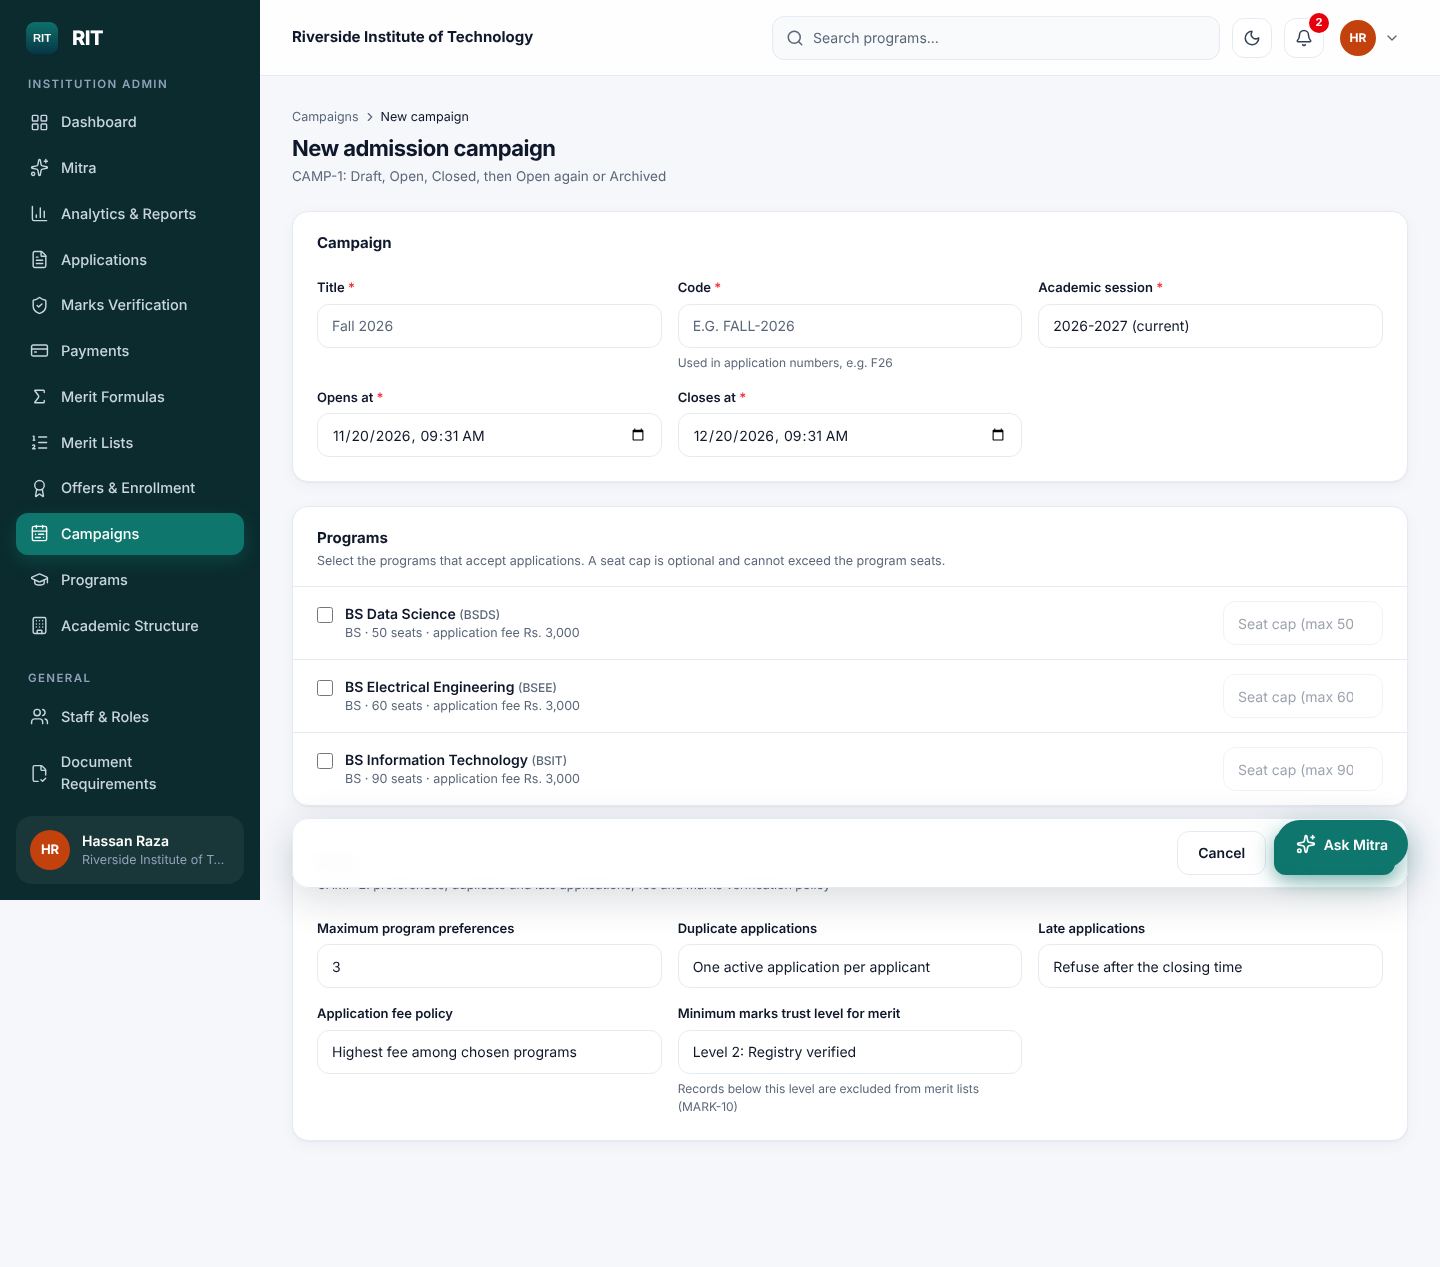 RIT
RIT
INSTITUTION ADMIN
Dashboard
Mitra
Analytics & Reports
Applications
Marks Verification
Payments
Merit Formulas
Merit Lists
Offers & Enrollment
Campaigns
Programs
Academic Structure
GENERAL
Staff & Roles
Document
Requirements
HR
Hassan Raza
Riverside Institute of T...
Riverside Institute of Technology
Search programs...
2
HR
Campaigns > New campaign
New admission campaign
CAMP-1: Draft, Open, Closed, then Open again or Archived
Campaign
Title *
Code *
Academic session *
Fall 2026
E.G. FALL-2026
2026-2027 (current)
Used in application numbers, e.g. F26
Opens at *
Closes at *
11/20/2026, 09:31 AM
12/20/2026, 09:31 AM
Programs
Select the programs that accept applications. A seat cap is optional and cannot exceed the program seats.
BS Data Science (BSDS)
BS · 50 seats · application fee Rs. 3,000
Seat cap (max 50
BS Electrical Engineering (BSEE)
BS · 60 seats · application fee Rs. 3,000
Seat cap (max 60
BS Information Technology (BSIT)
BS · 90 seats · application fee Rs. 3,000
Seat cap (max 90
Cancel
Ask Mitra
Maximum program preferences
Duplicate applications
Late applications
3
One active application per applicant
Refuse after the closing time
Application fee policy
Minimum marks trust level for merit
Highest fee among chosen programs
Level 2: Registry verified
Records below this level are excluded from merit lists
(MARK-10)